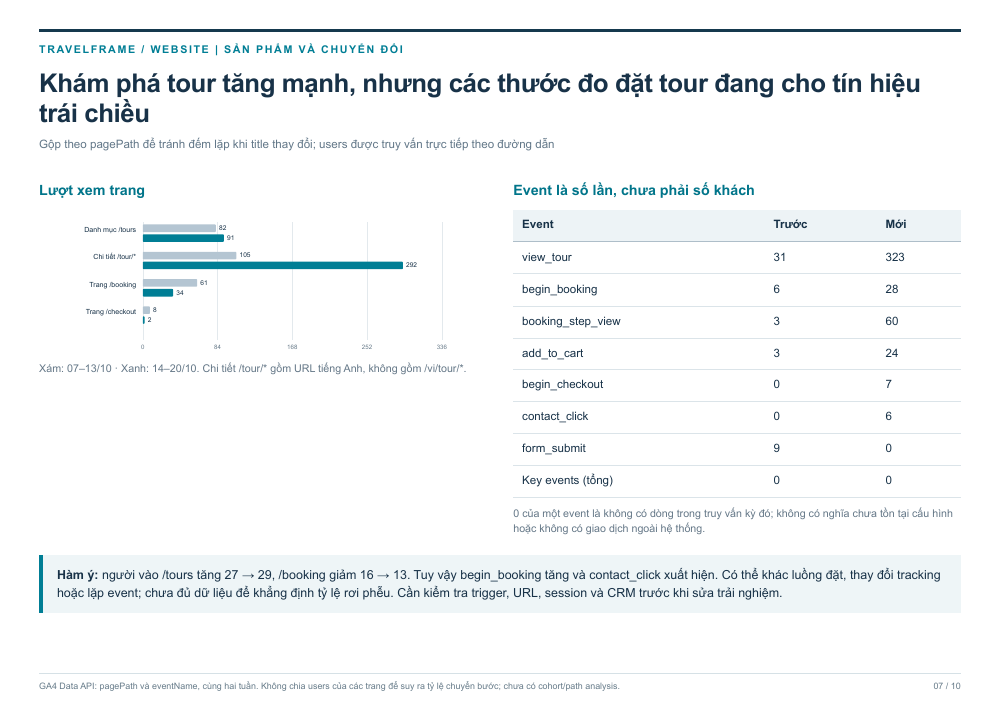 TRAVELFRAME / WEBSITE | SẢN PHẨM VÀ CHUYỂN ĐỔI
Khám phá tour tăng mạnh, nhưng các thước đo đặt tour đang cho tín hiệu
trái chiều
Gộp theo pagePath để tránh đếm lặp khi title thay đổi; users được truy vấn trực tiếp theo đường dẫn
Lượt xem trang
Danh mục /tours
82
91
Chi tiết /tour/*
105
292
Trang /booking
61
34
Trang /checkout
8
2
0 84 168 252 336
Xám: 07–13/10 · Xanh: 14–20/10. Chi tiết /tour/* gồm URL tiếng Anh, không gồm /vi/tour/*.
Event là số lần, chưa phải số khách
Event Trước Mới
view_tour 31 323
begin_booking 6 28
booking_step_view 3 60
add_to_cart 3 24
begin_checkout 0 7
contact_click 0 6
form_submit 9 0
Key events (tổng) 0 0
0 của một event là không có dòng trong truy vấn kỳ đó; không có nghĩa chưa tồn tại cấu hình
hoặc không có giao dịch ngoài hệ thống.
Hàm ý: người vào /tours tăng 27 → 29, /booking giảm 16 → 13. Tuy vậy begin_booking tăng và contact_click xuất hiện. Có thể khác luồng đặt, thay đổi tracking
hoặc lặp event; chưa đủ dữ liệu để khẳng định tỷ lệ rơi phễu. Cần kiểm tra trigger, URL, session và CRM trước khi sửa trải nghiệm.
GA4 Data API: pagePath và eventName, cùng hai tuần. Không chia users của các trang để suy ra tỷ lệ chuyển bước; chưa có cohort/path analysis.
07 / 10